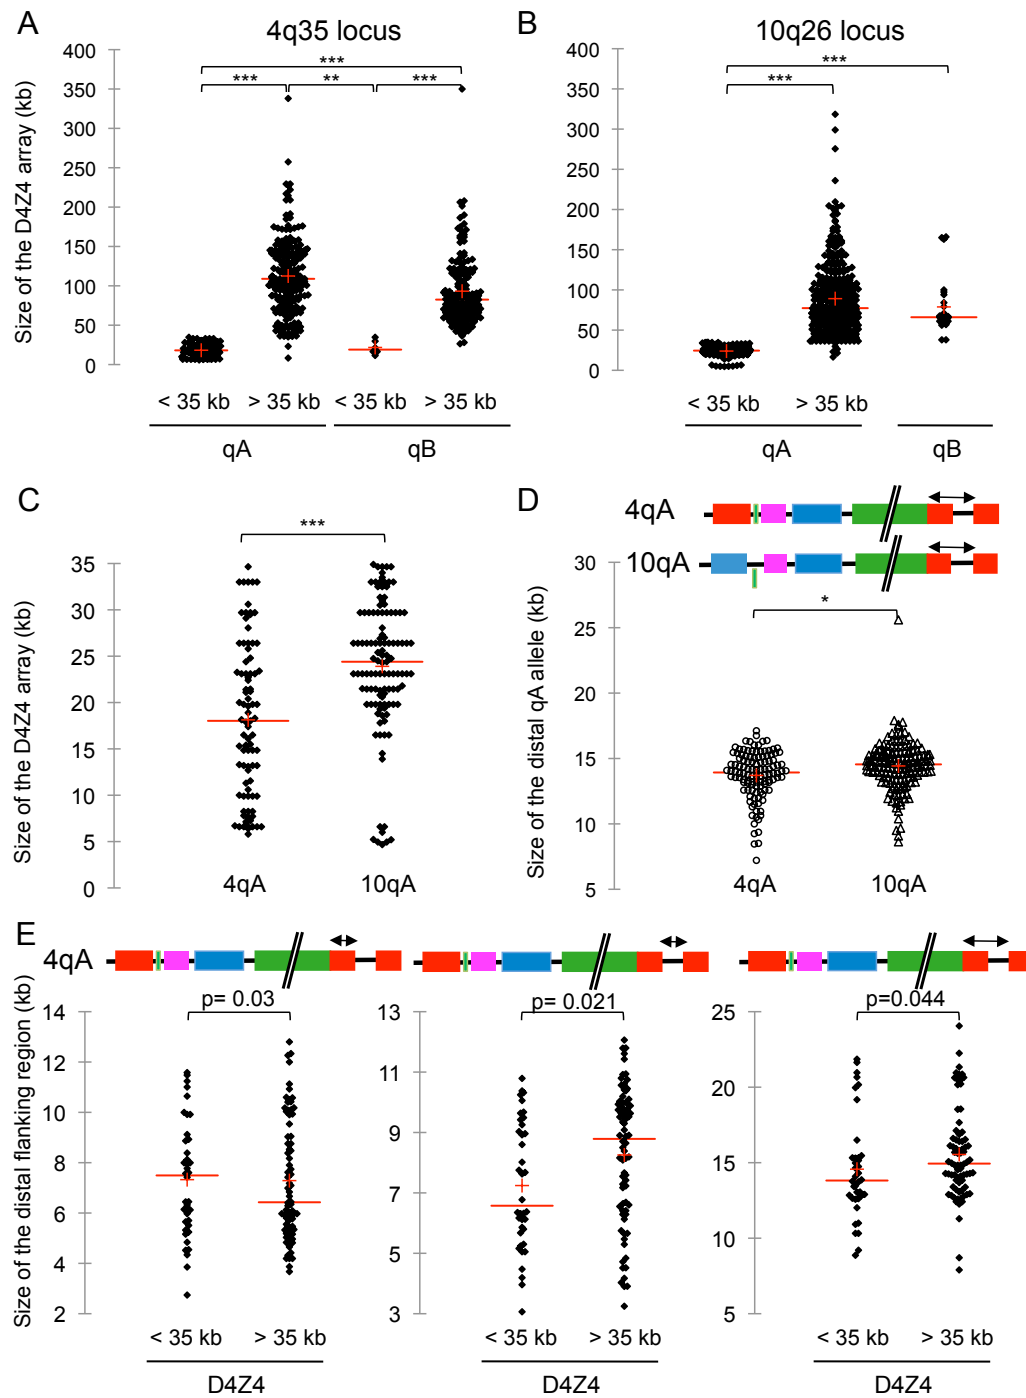 A
4q35 locus
Size of the D4Z4 array (kb)
400
350
300
250
200
150
100
50
0
***
*** ** ***
< 35 kb > 35 kb < 35 kb > 35 kb
qA qB
B
10q26 locus
Size of the D4Z4 array (kb)
400
350
300
250
200
150
100
50
0
***
***
< 35 kb > 35 kb
qA qB
C
Size of the D4Z4 array (kb)
35
30
25
20
15
10
5
0
***
4qA 10qA
D
4qA
10qA
Size of the distal qA allele (kb)
30
25
20
15
10
5
*
4qA 10qA
E
4qA
Size of the distal flanking region (kb)
14
12
10
8
6
4
2
p= 0.03
< 35 kb > 35 kb
D4Z4
13
11
9
7
5
3
p= 0.021
< 35 kb > 35 kb
D4Z4
25
20
15
10
5
p=0.044
< 35 kb > 35 kb
D4Z4